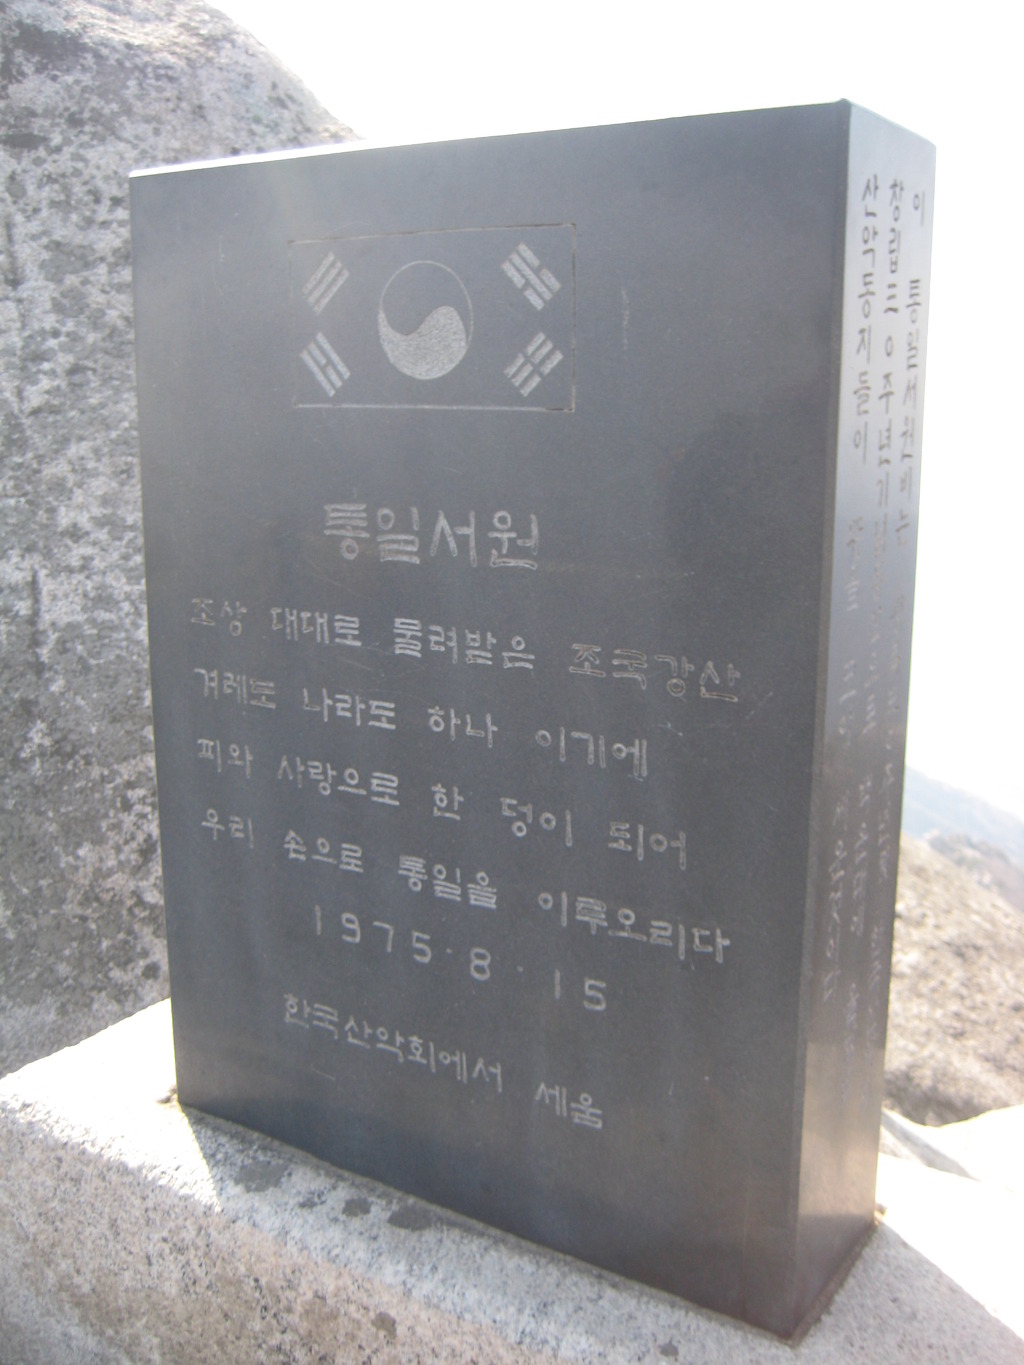 통일서원
조상 대대로 물려받은 조국강산
겨레도 나라도 하나 이기에
피와 사랑으로 한 덩이 되어
우리 손으로 통일을 이루오리다
1975·8·15
한국산악회에서 세움
이 통일서원비는
창립三0주년기
산악동지들이